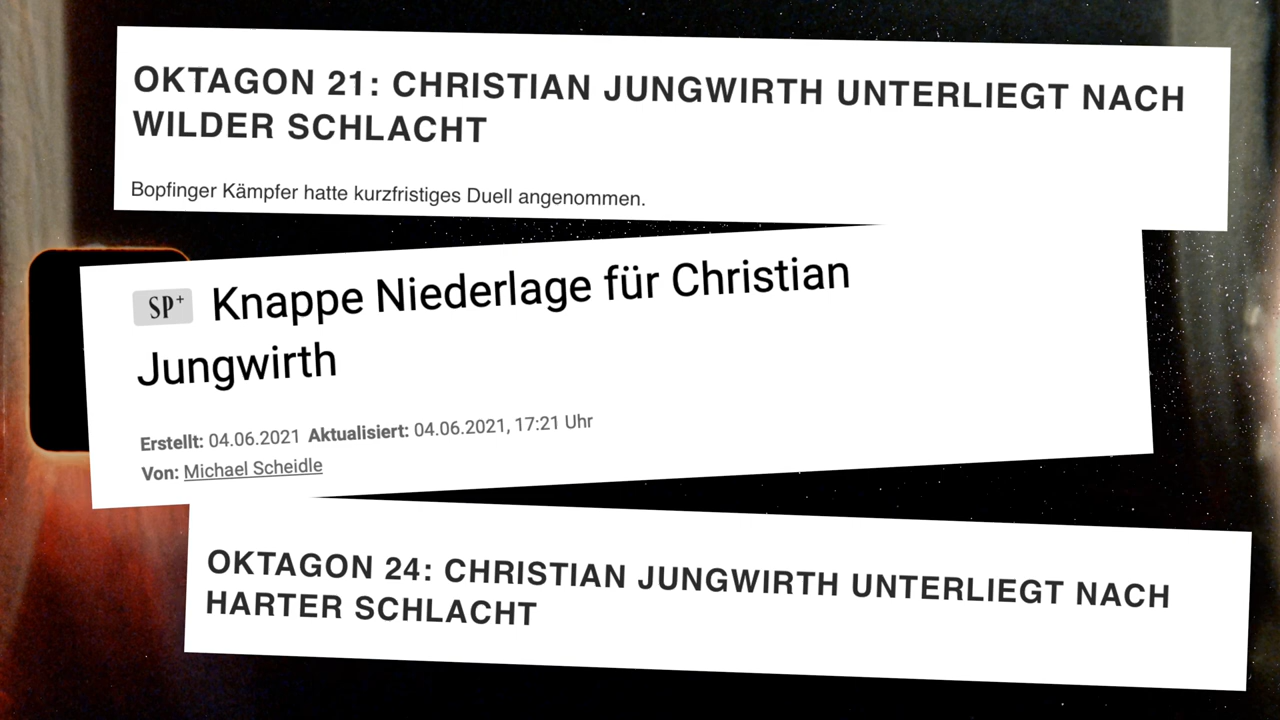 OKTAGON 21: CHRISTIAN JUNGWIRTH UNTERLIEGT NACH
WILDER SCHLACHT
Bopfinger Kämpfer hatte kurzfristiges Duell angenommen.
SP+ Knappe Niederlage für Christian
Jungwirth
Erstellt: 04.06.2021 Aktualisiert: 04.06.2021, 17:21 Uhr
Von: Michael Scheidle
OKTAGON 24: CHRISTIAN JUNGWIRTH UNTERLIEGT NACH
HARTER SCHLACHT